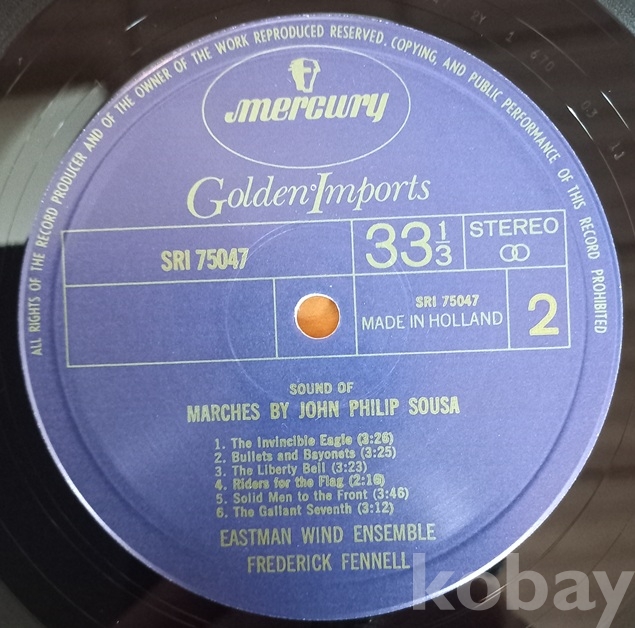 ALL RIGHTS OF THE RECORD PRODUCER AND OF THE OWNER OF THE WORK REPRODUCED RESERVED. COPYING, AND PUBLIC PERFORMANCE OF THIS RECORD PROHIBITED
mercury
Golden Imports
SRI 75047
33 1/3
STEREO
SRI 75047
MADE IN HOLLAND
2
SOUND OF
MARCHES BY JOHN PHILIP SOUSA
1. The Invincible Eagle (3:26)
2. Bullets and Bayonets (3:25)
3. The Liberty Bell (3:23)
4. Riders for the Flag (2:16)
5. Solid Men to the Front (3:46)
6. The Gallant Seventh (3:12)
EASTMAN WIND ENSEMBLE
FREDERICK FENNELL
kobay